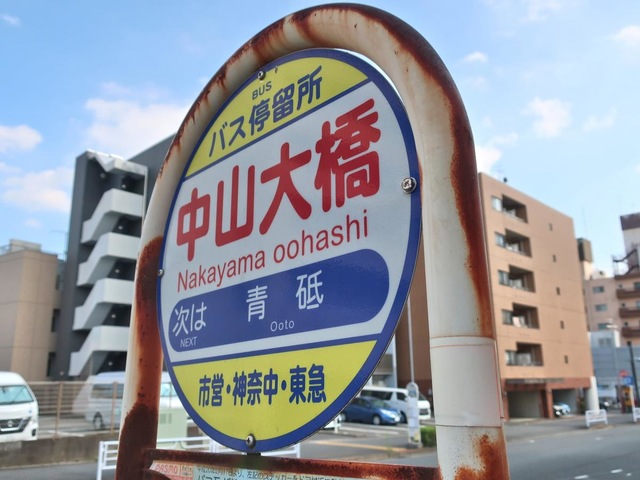 BUS
バス停留所
中山大橋
Nakayama oohashi
次は 青砥
NEXT Ooto
市営・神奈中・東急